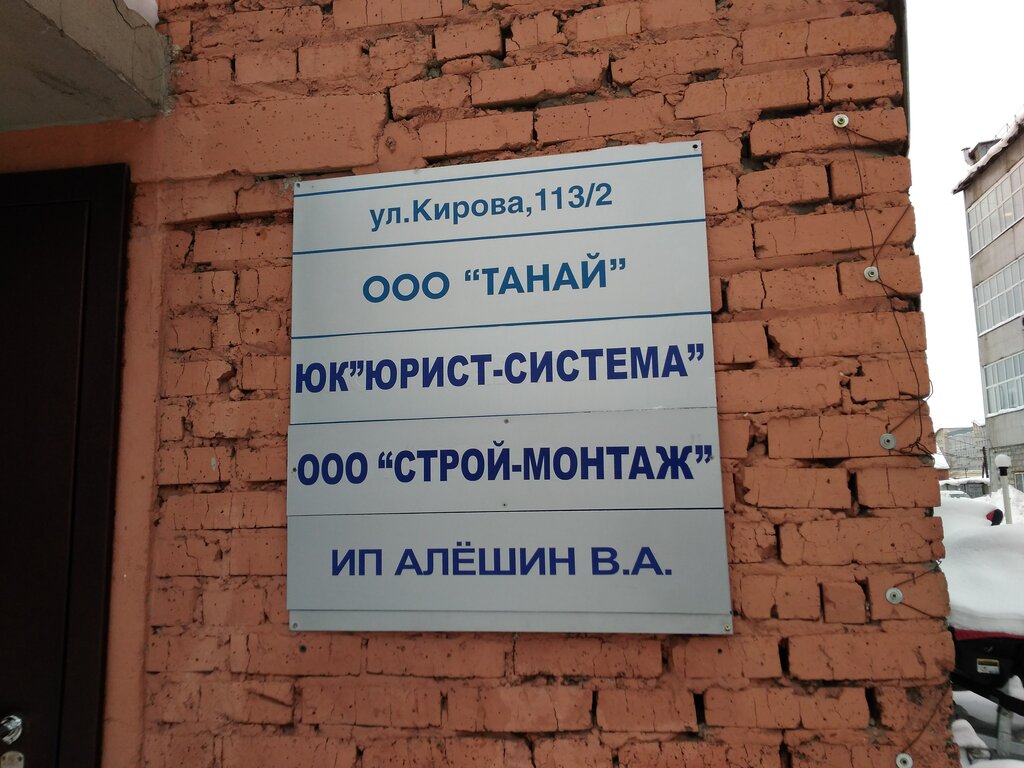 ул.Кирова,113/2
ООО “ТАНАЙ”
ЮК”ЮРИСТ-СИСТЕМА”
ООО “СТРОЙ-МОНТАЖ”
ИП АЛЁШИН В.А.